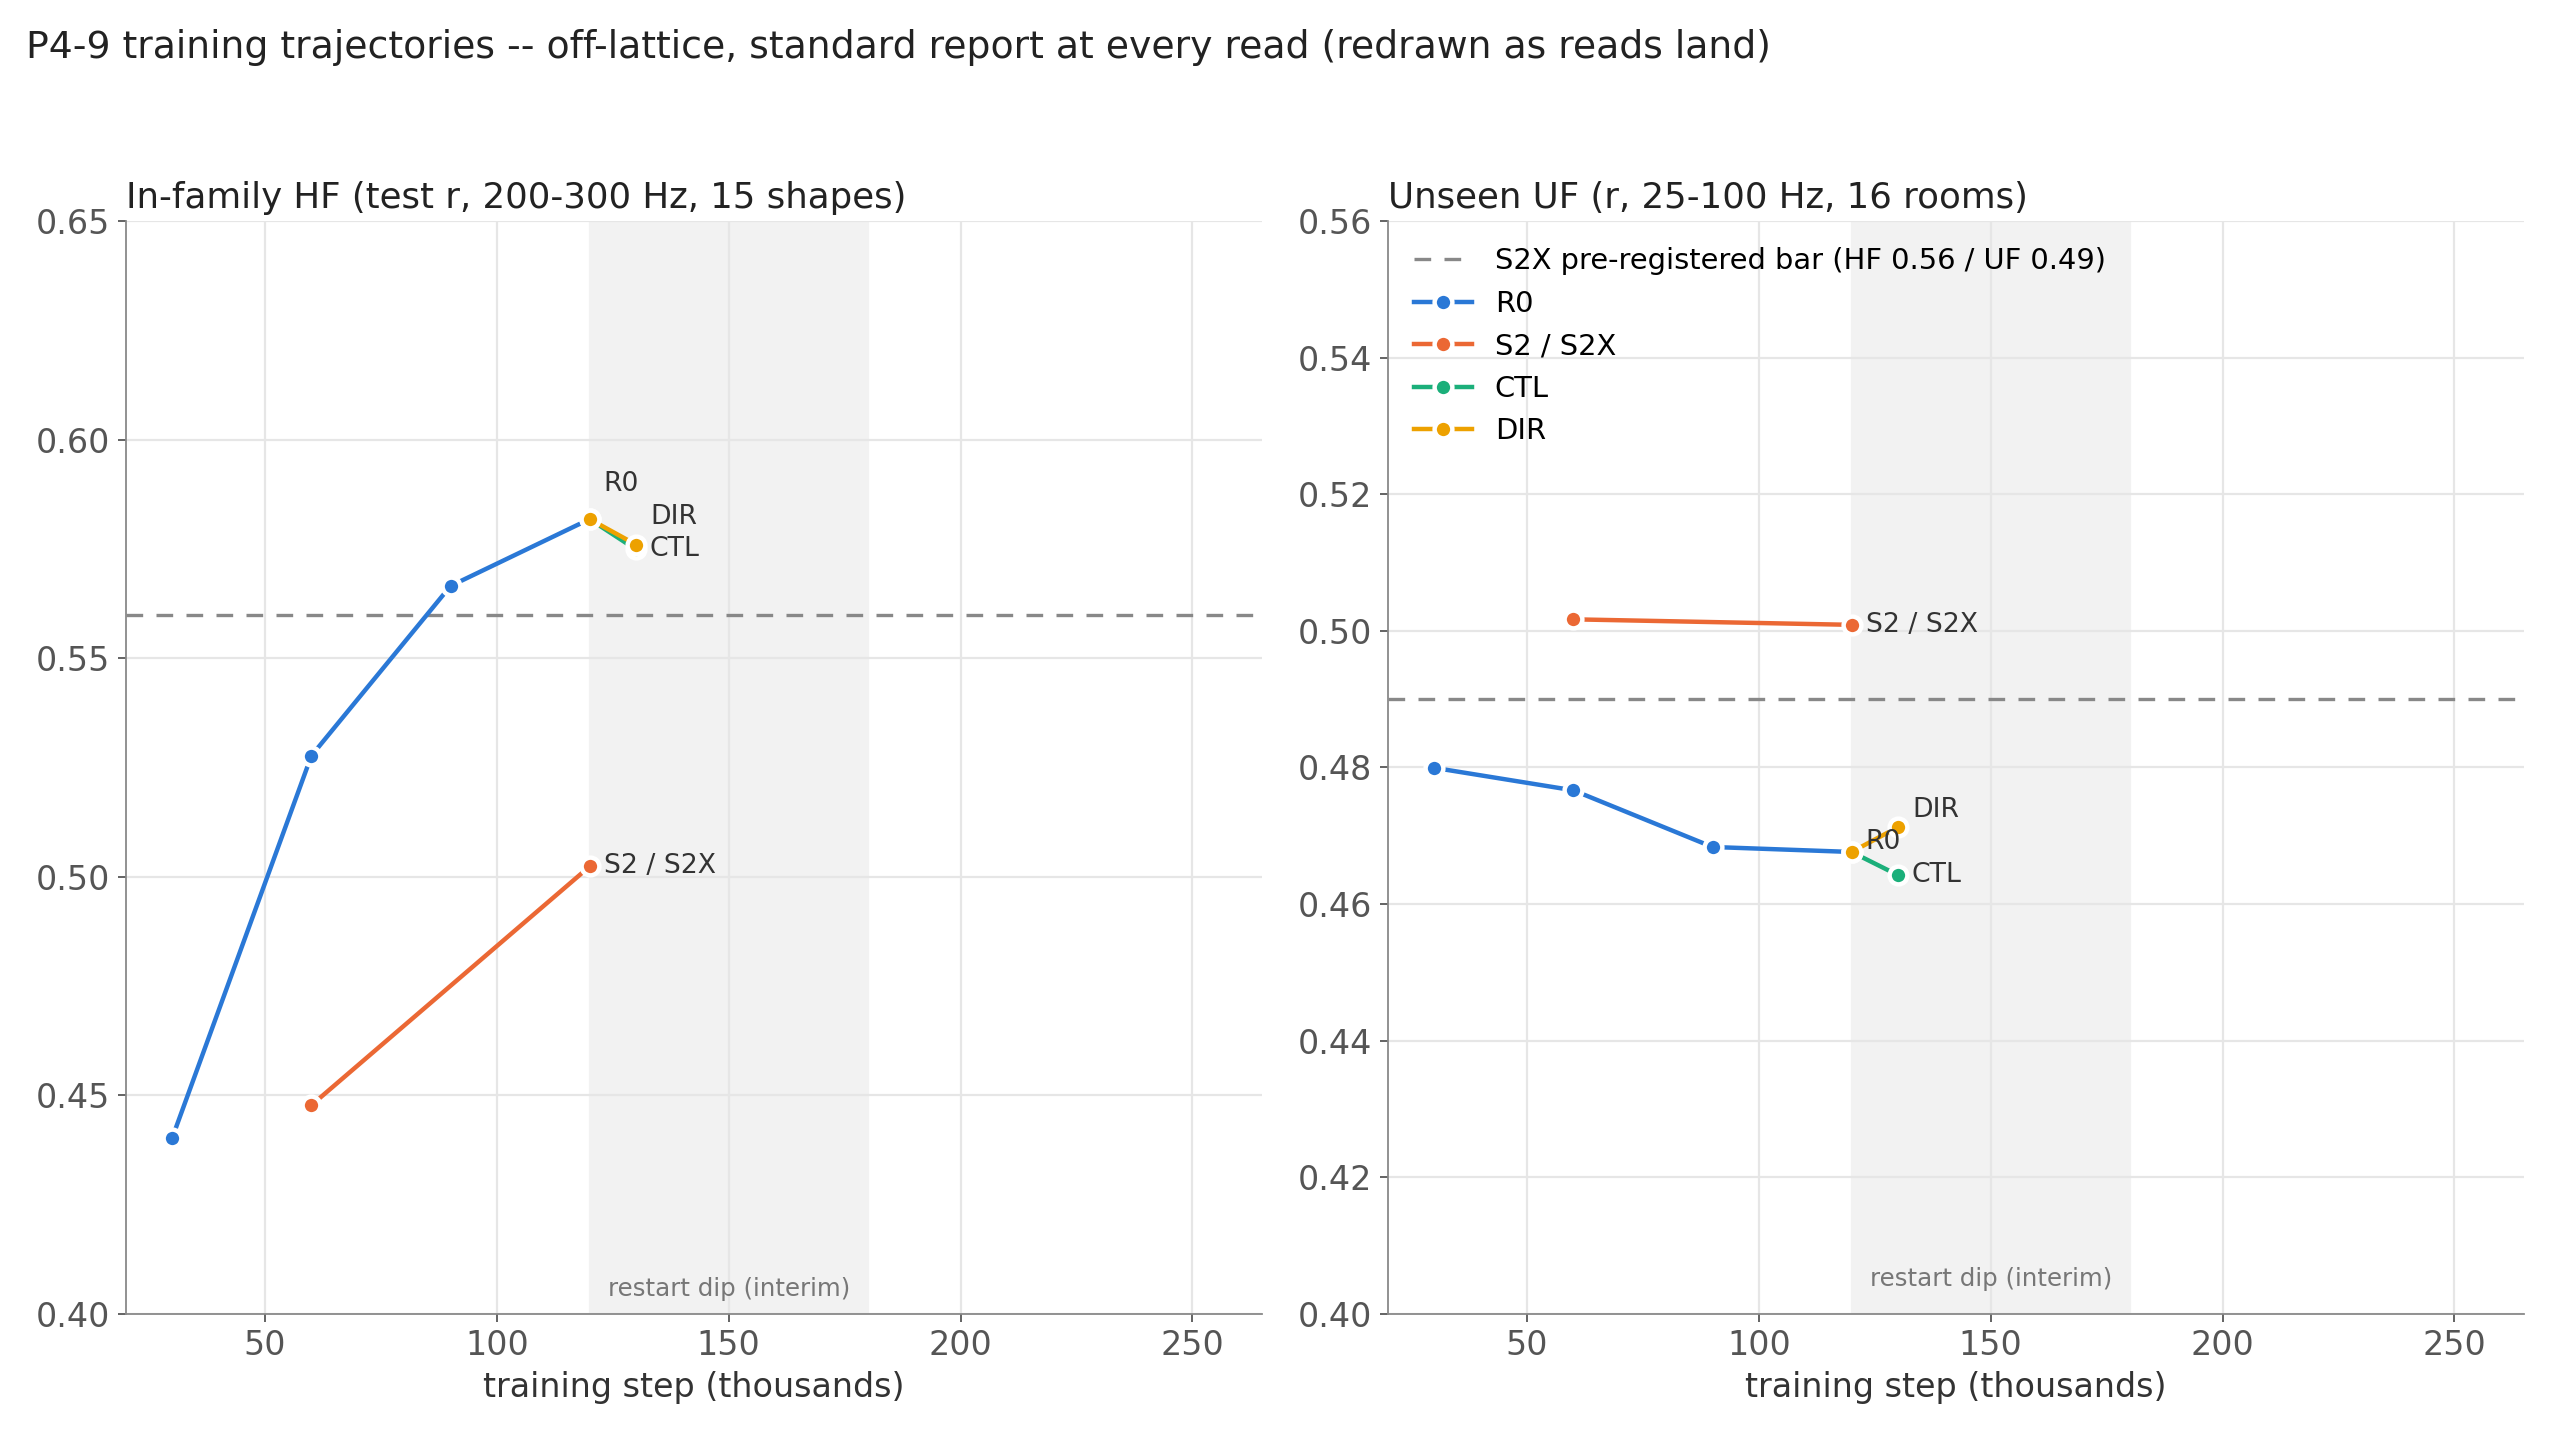 P4-9 training trajectories -- off-lattice, standard report at every read (redrawn as reads land)
In-family HF (test r, 200-300 Hz, 15 shapes)
0.65
0.60
0.55
0.50
0.45
0.40
R0
DIR
CTL
S2 / S2X
restart dip (interim)
50
100
150
200
250
training step (thousands)
Unseen UF (r, 25-100 Hz, 16 rooms)
0.56
0.54
0.52
0.50
0.48
0.46
0.44
0.42
0.40
S2X pre-registered bar (HF 0.56 / UF 0.49)
R0
S2 / S2X
CTL
DIR
S2 / S2X
DIR
R0
CTL
restart dip (interim)
50
100
150
200
250
training step (thousands)